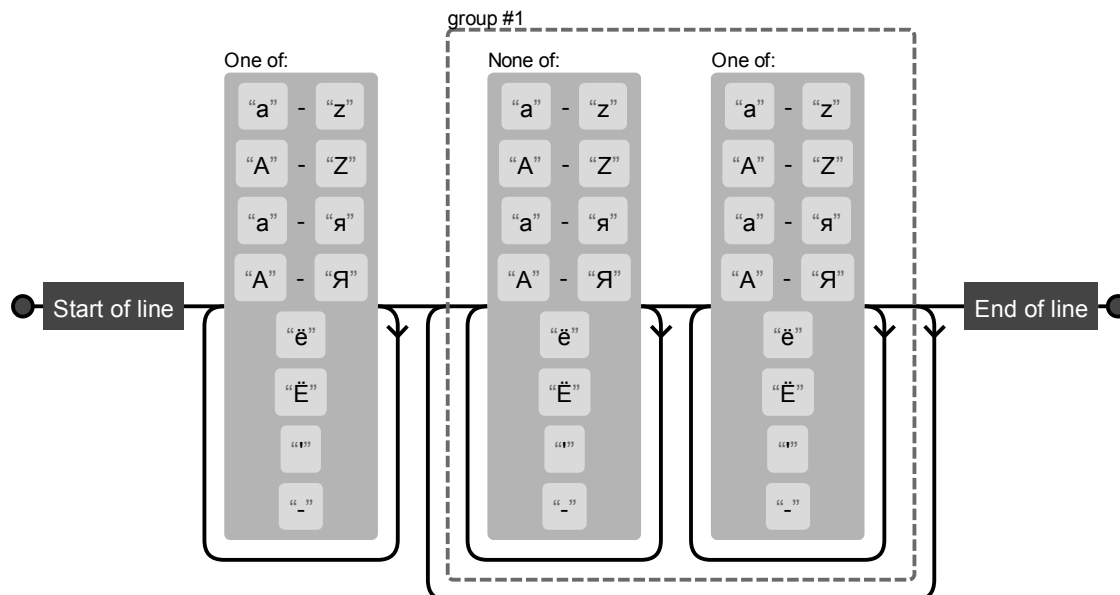 group #1
One of: None of: One of:
“a” - “z” “a” - “z” “a” - “z”
“A” - “Z” “A” - “Z” “A” - “Z”
“а” - “я” “а” - “я” “а” - “я”
“А” - “Я” “А” - “Я” “А” - “Я”
Start of line End of line
“ё” “ё” “ё”
“Ё” “Ё” “Ё”
“'” “'” “'”
“-” “-” “-”